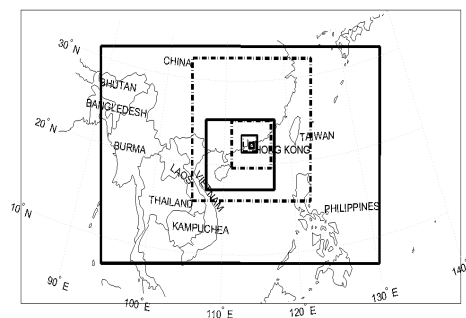 30° N
CHINA
BHUTAN
BANGLEDESH
20° N
TAIWAN
HONG KONG
BURMA
LAOS
VIETNAM
THAILAND
PHILIPPINES
10° N
KAMPUCHEA
90° E
100° E
110° E
120° E
130° E
140°